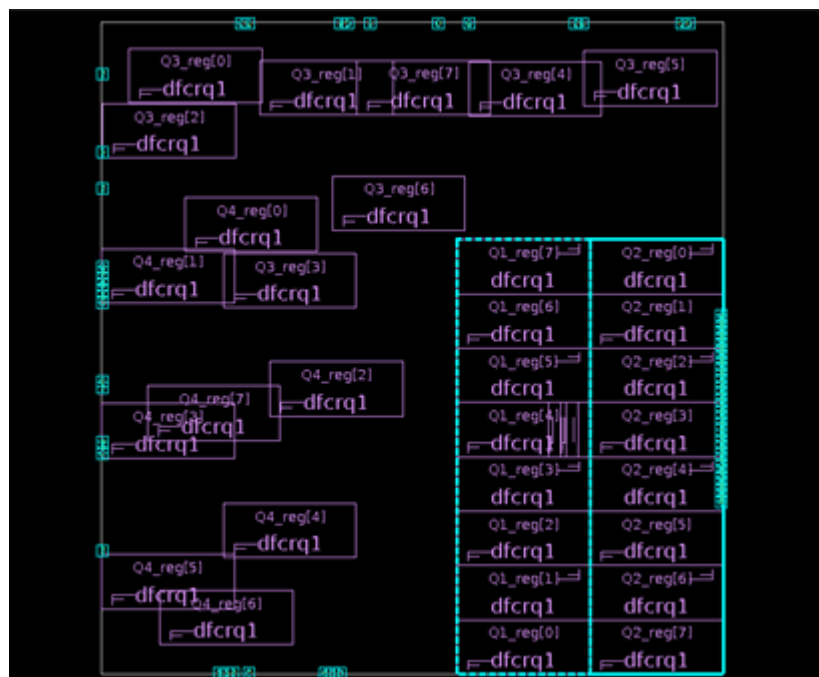 Q3_reg[0]
dfcrq1
Q3_reg[1]
dfcrq1
Q3_reg[7]
dfcrq1
Q3_reg[4]
dfcrq1
Q3_reg[5]
dfcrq1
Q3_reg[2]
dfcrq1
Q3_reg[6]
dfcrq1
Q4_reg[0]
dfcrq1
Q4_reg[1]
dfcrq1
Q3_reg[3]
dfcrq1
Q4_reg[2]
dfcrq1
Q4_reg[7]
dfcrq1
Q4_reg[3]
dfcrq1
Q4_reg[4]
dfcrq1
Q4_reg[5]
dfcrq1
Q4_reg[6]
dfcrq1
Q1_reg[7] Q2_reg[0]
dfcrq1 dfcrq1
Q1_reg[6] Q2_reg[1]
dfcrq1 dfcrq1
Q1_reg[5] Q2_reg[2]
dfcrq1 dfcrq1
Q1_reg[4] Q2_reg[3]
dfcrq1 dfcrq1
Q1_reg[3] Q2_reg[4]
dfcrq1 dfcrq1
Q1_reg[2] Q2_reg[5]
dfcrq1 dfcrq1
Q1_reg[1] Q2_reg[6]
dfcrq1 dfcrq1
Q1_reg[0] Q2_reg[7]
dfcrq1 dfcrq1